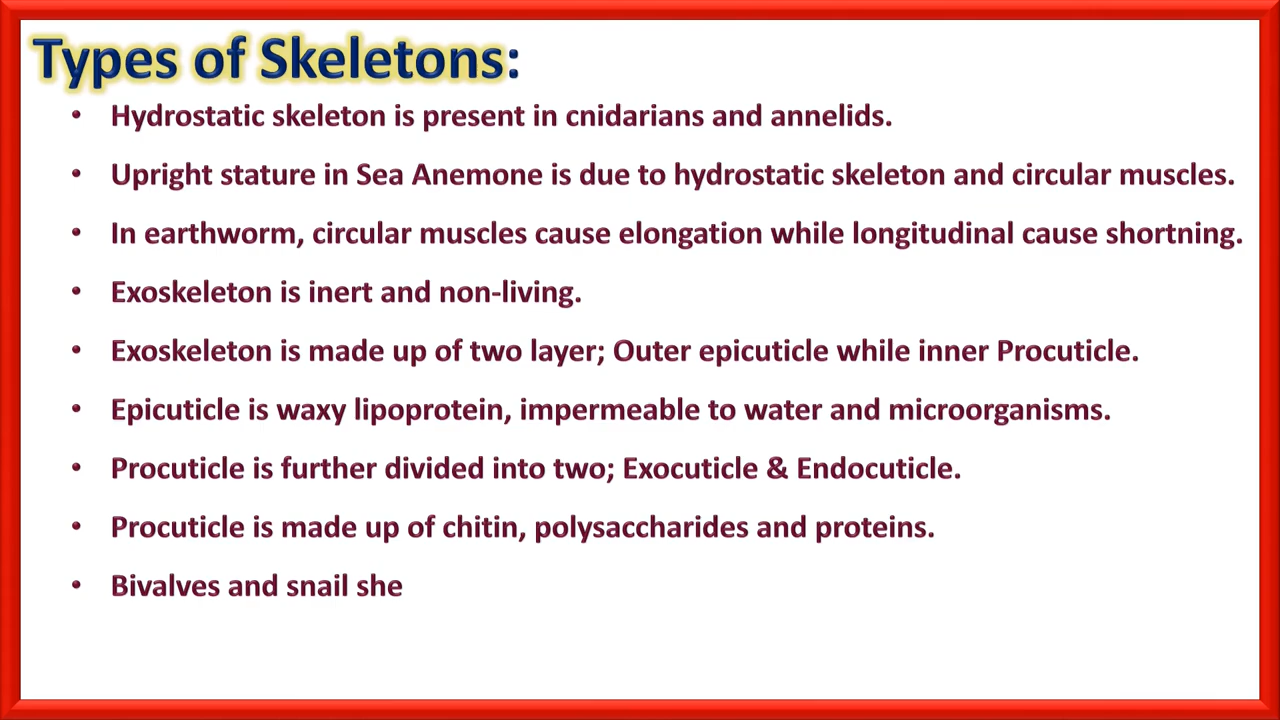 Types of Skeletons:
• Hydrostatic skeleton is present in cnidarians and annelids.
• Upright stature in Sea Anemone is due to hydrostatic skeleton and circular muscles.
• In earthworm, circular muscles cause elongation while longitudinal cause shortning.
• Exoskeleton is inert and non-living.
• Exoskeleton is made up of two layer; Outer epicuticle while inner Procuticle.
• Epicuticle is waxy lipoprotein, impermeable to water and microorganisms.
• Procuticle is further divided into two; Exocuticle & Endocuticle.
• Procuticle is made up of chitin, polysaccharides and proteins.
• Bivalves and snail she